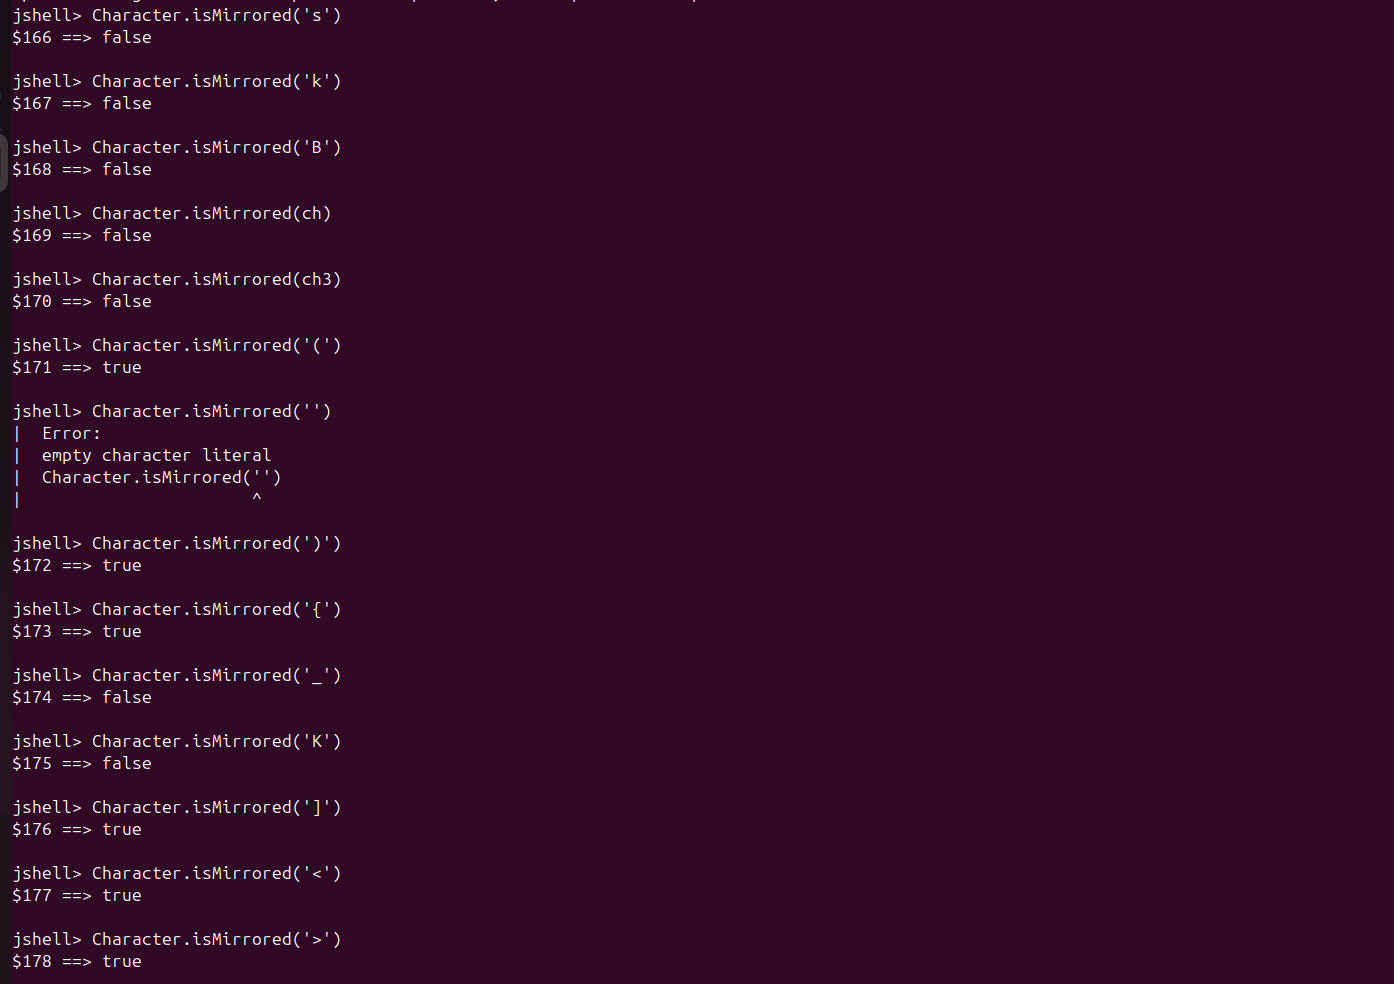 jshell> Character.isMirrored('s')
$166 ==> false
jshell> Character.isMirrored('k')
$167 ==> false
jshell> Character.isMirrored('B')
$168 ==> false
jshell> Character.isMirrored(ch)
$169 ==> false
jshell> Character.isMirrored(ch3)
$170 ==> false
jshell> Character.isMirrored('(')
$171 ==> true
jshell> Character.isMirrored('')
|  Error:
|  empty character literal
|  Character.isMirrored('')
|                       ^
jshell> Character.isMirrored(')')
$172 ==> true
jshell> Character.isMirrored('{')
$173 ==> true
jshell> Character.isMirrored('_')
$174 ==> false
jshell> Character.isMirrored('K')
$175 ==> false
jshell> Character.isMirrored(']')
$176 ==> true
jshell> Character.isMirrored('<')
$177 ==> true
jshell> Character.isMirrored('>')
$178 ==> true